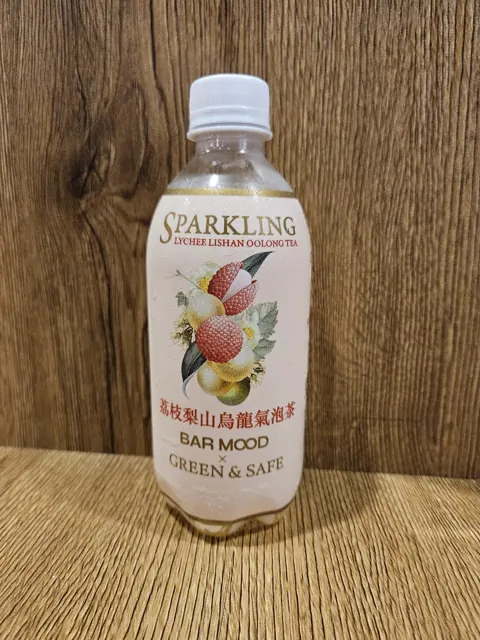 SPARKLING
LYCHEE LISHAN OOLONG TEA
荔枝梨山烏龍氣泡茶
BAR MOOD
×
GREEN & SAFE